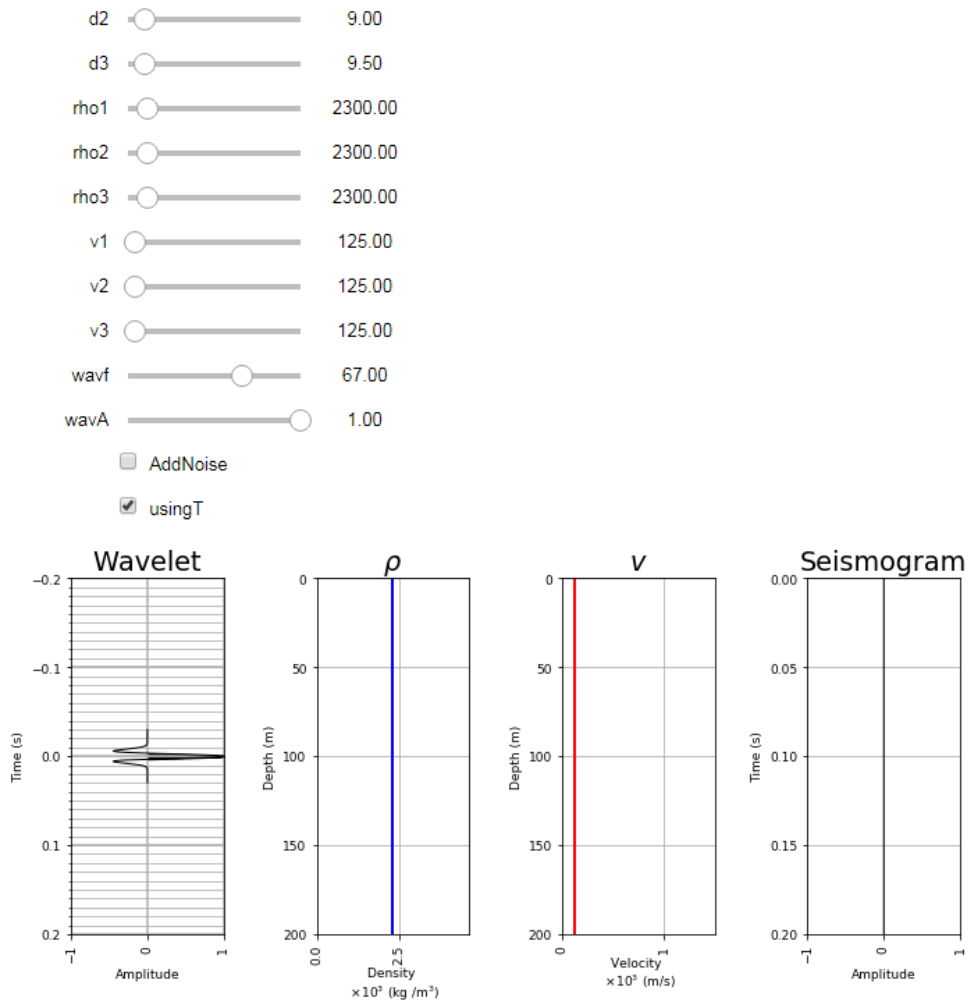 d2 9.00
d3 9.50
rho1 2300.00
rho2 2300.00
rho3 2300.00
v1 125.00
v2 125.00
v3 125.00
wavf 67.00
wavA 1.00
AddNoise
usingT
Wavelet
−0.2
−0.1
0.0
0.1
0.2
Time (s)
−1
0
1
Amplitude
ρ
0
50
100
150
200
Depth (m)
0.0
2.5
Density
×10³ (kg /m³)
v
0
50
100
150
200
Depth (m)
0
1
Velocity
×10³ (m/s)
Seismogram
0.00
0.05
0.10
0.15
0.20
Time (s)
−1
0
1
Amplitude